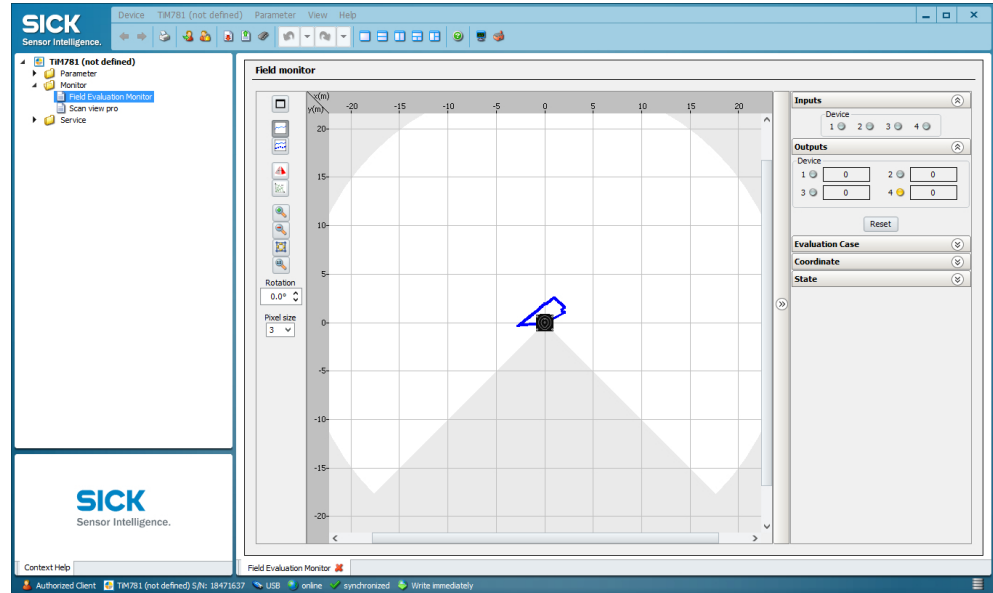 SICK
Sensor Intelligence.
Device TiM781 (not defined) Parameter View Help
TiM781 (not defined)
Parameter
Monitor
Field Evaluation Monitor
Scan view pro
Service
Field monitor
x(m)
y(m)
-20 -15 -10 -5 0 5 10 15 20
20
15
10
5
0
-5
-10
-15
-20
Rotation
0.0°
Pixel size
3
Inputs
Device
1 2 3 4
Outputs
Device
1 0 2 0
3 0 4 0
Reset
Evaluation Case
Coordinate
State
SICK
Sensor Intelligence.
Context Help
Field Evaluation Monitor
Authorized Client TiM781 (not defined) S/N: 18471637 USB online synchronized Write immediately